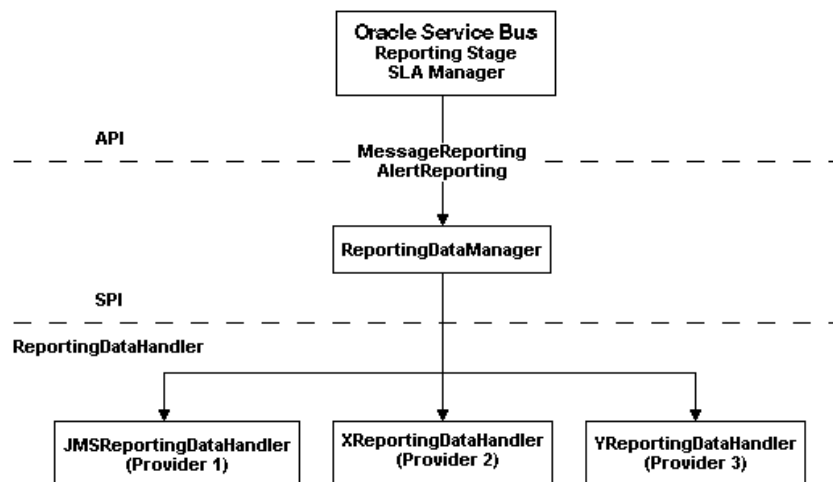 Oracle Service Bus
Reporting Stage
SLA Manager
API
MessageReporting
AlertReporting
ReportingDataManager
SPI
ReportingDataHandler
JMSReportingDataHandler
(Provider 1)
XReportingDataHandler
(Provider 2)
YReportingDataHandler
(Provider 3)